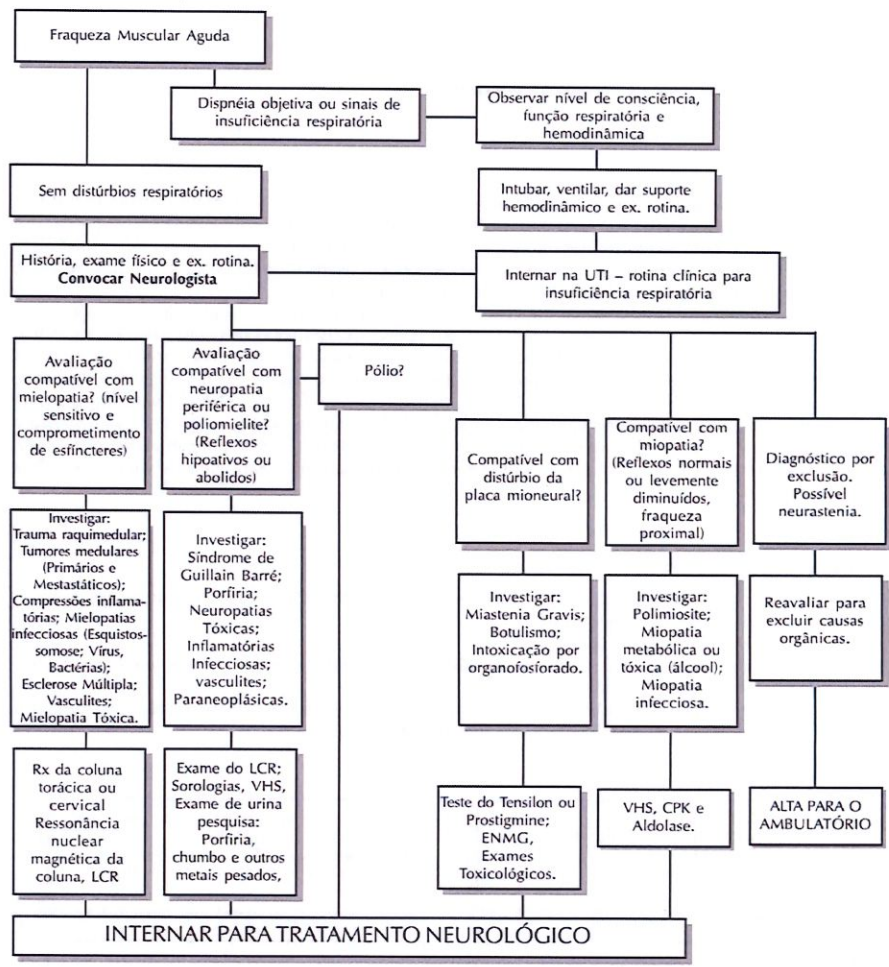 Fraqueza Muscular Aguda
Dispnéia objetiva ou sinais de
insuficiência respiratória
Observar nível de consciência,
função respiratória e
hemodinâmica
Sem distúrbios respiratórios
Intubar, ventilar, dar suporte
hemodinâmico e ex. rotina.
História, exame físico e ex. rotina.
Convocar Neurologista
Internar na UTI – rotina clínica para
insuficiência respiratória
Avaliação
compatível com
mielopatia? (nível
sensitivo e
comprometimento
de esfíncteres)
Avaliação
compatível com
neuropatia
periférica ou
poliomielite?
(Reflexos
hipoativos ou
abolidos)
Pólio?
Compatível com
distúrbio da
placa mioneural?
Compatível com
miopatia?
(Reflexos normais
ou levemente
diminuídos,
fraqueza
proximal)
Diagnóstico por
exclusão.
Possível
neurastenia.
Investigar:
Trauma raquimedular;
Tumores medulares
(Primários e
Mestastáticos);
Compressões inflama-
tórias; Mielopatias
infecciosas (Esquistos-
somose; Vírus,
Bactérias);
Esclerose Múltipla;
Vasculites;
Mielopatia Tóxica.
Investigar:
Síndrome de
Guillain Barré;
Porfiria;
Neuropatias
Tóxicas;
Inflamatórias
Infecciosas;
vasculites;
Paraneoplásicas.
Investigar:
Miastenia Gravis;
Botulismo;
Intoxicação por
organofosforado.
Investigar:
Polimiosite;
Miopatia
metabólica ou
tóxica (álcool);
Miopatia
infecciosa.
Reavaliar para
excluir causas
orgânicas.
Rx da coluna
torácica ou
cervical
Ressonância
nuclear
magnética da
coluna, LCR
Exame do LCR;
Sorologias, VHS,
Exame de urina
pesquisa:
Porfiria,
chumbo e outros
metais pesados,
Teste do Tensilon ou
Prostigmine;
ENMG,
Exames
Toxicológicos.
VHS, CPK e
Aldolase.
ALTA PARA O
AMBULATÓRIO
INTERNAR PARA TRATAMENTO NEUROLÓGICO